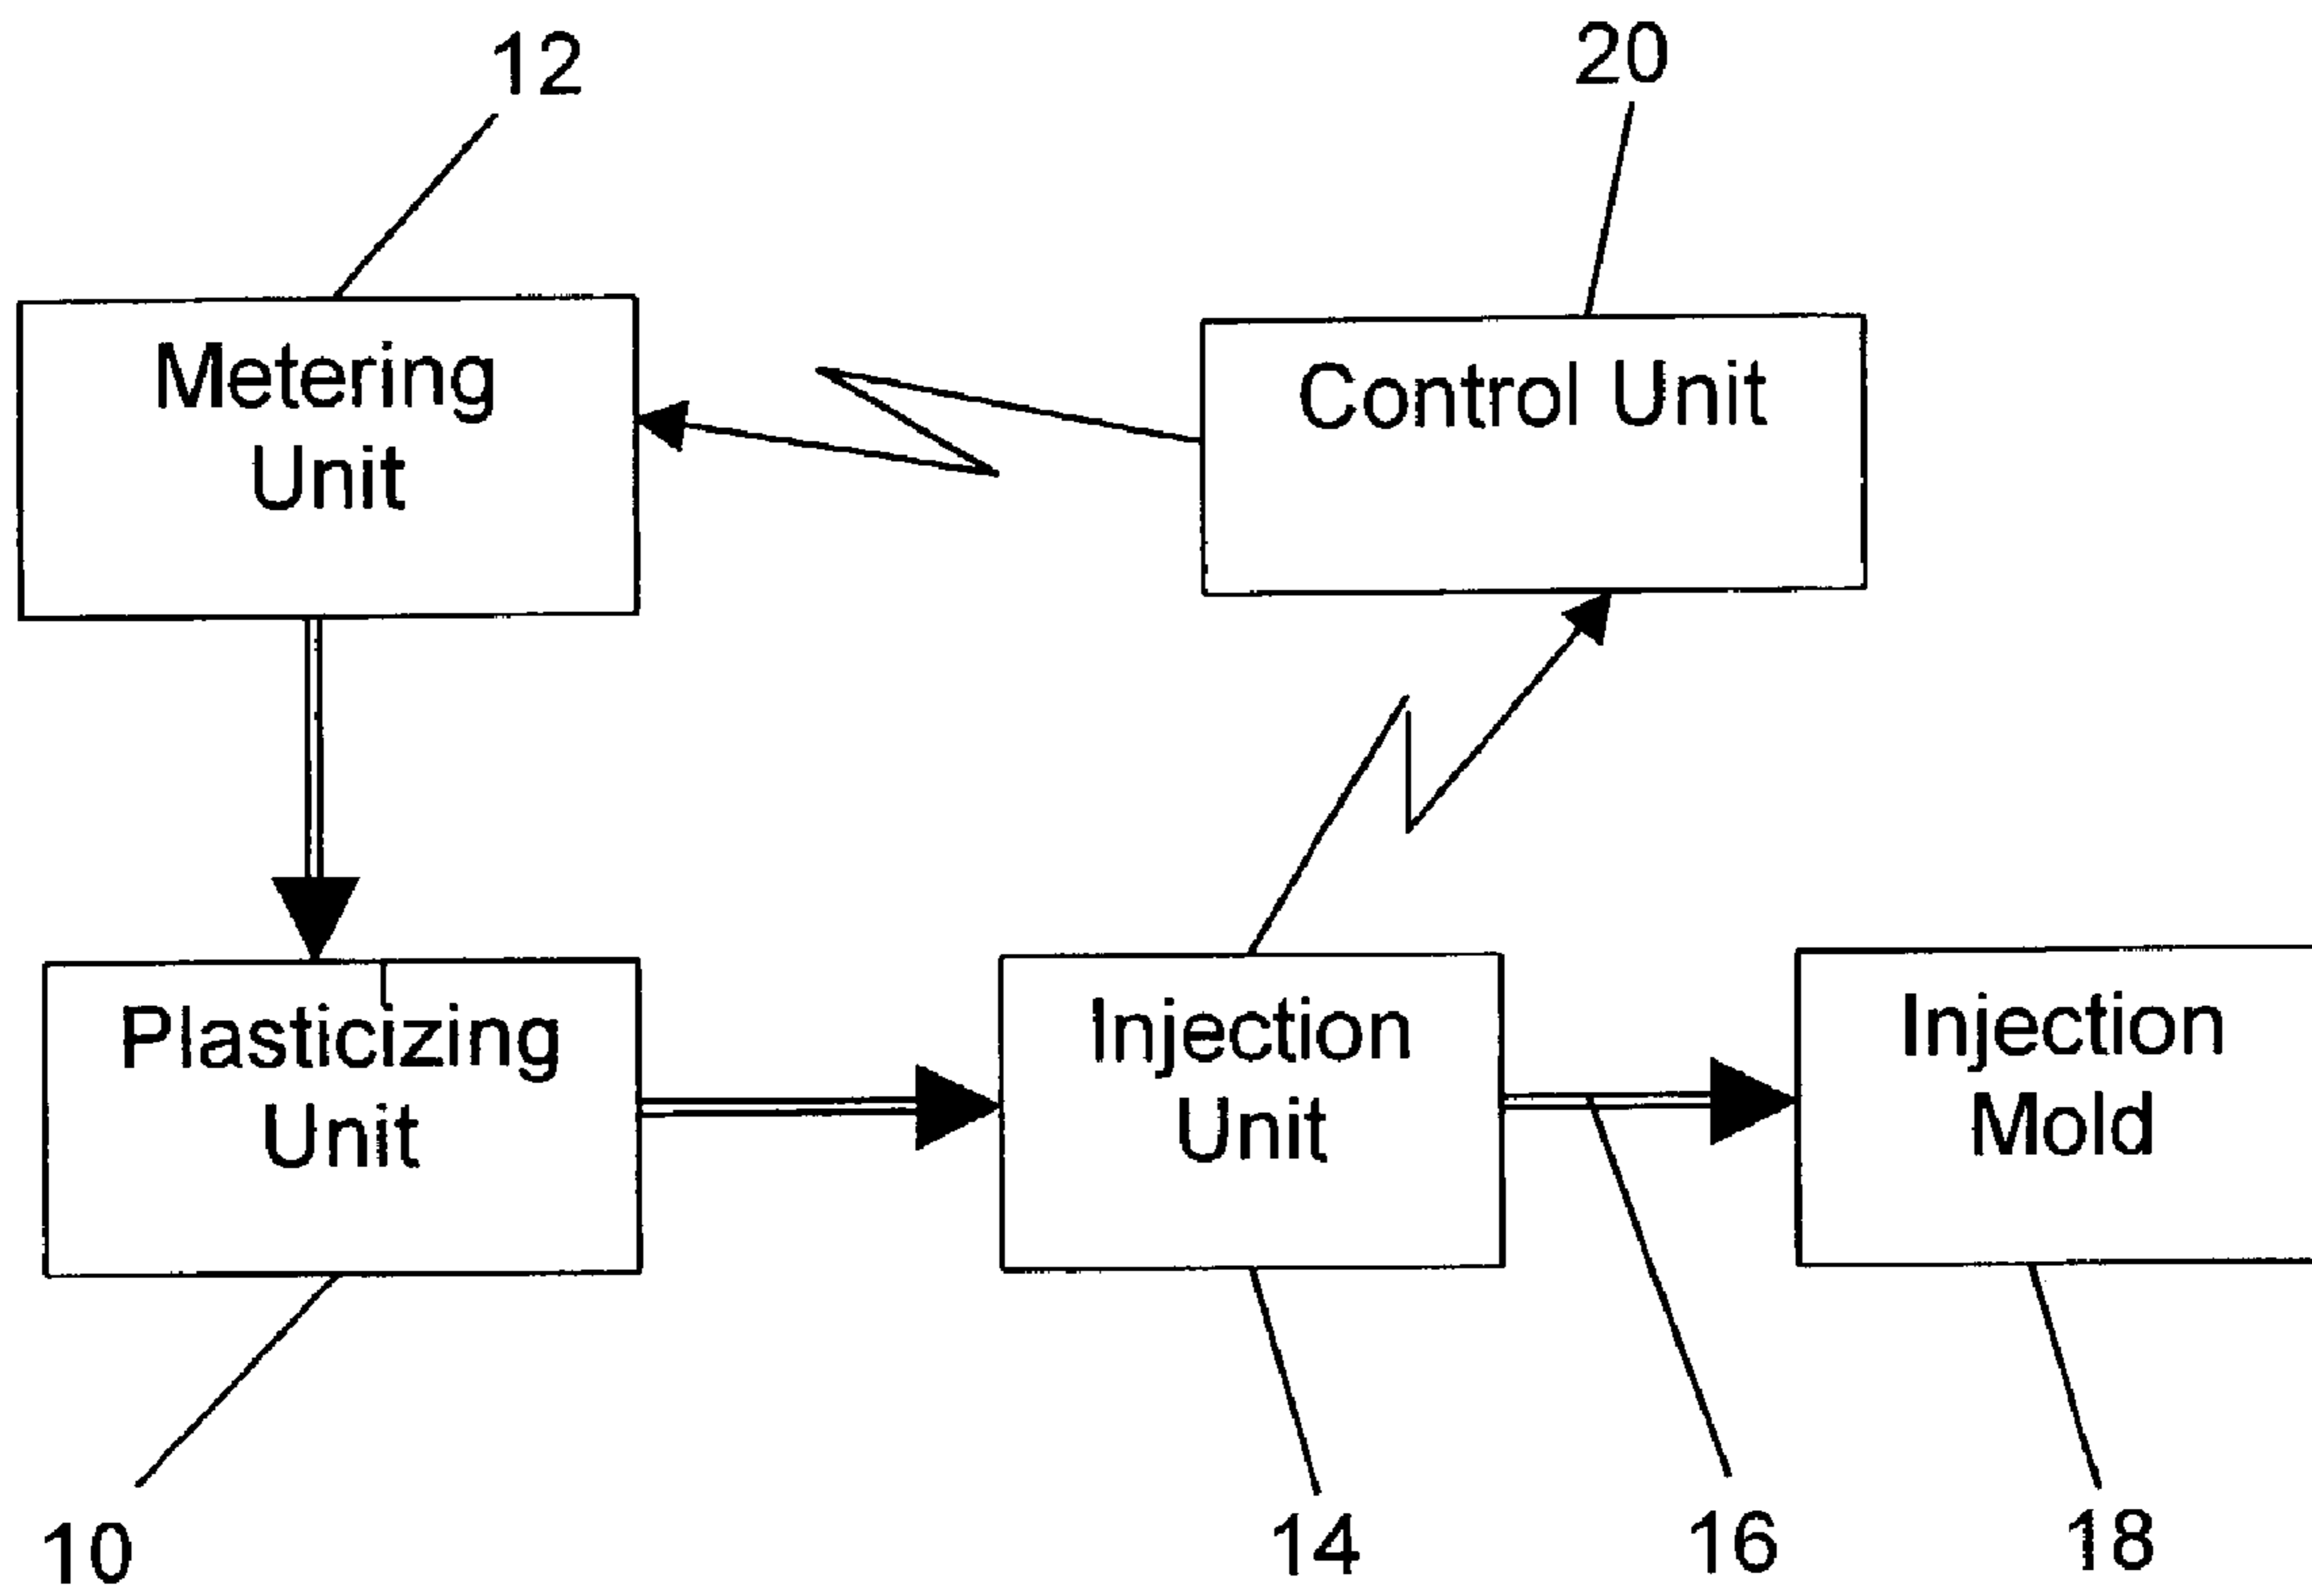 12
20
Metering
Unit
Control Unit
Plasticizing
Unit
Injection
Unit
Injection
Mold
10
14
16
18